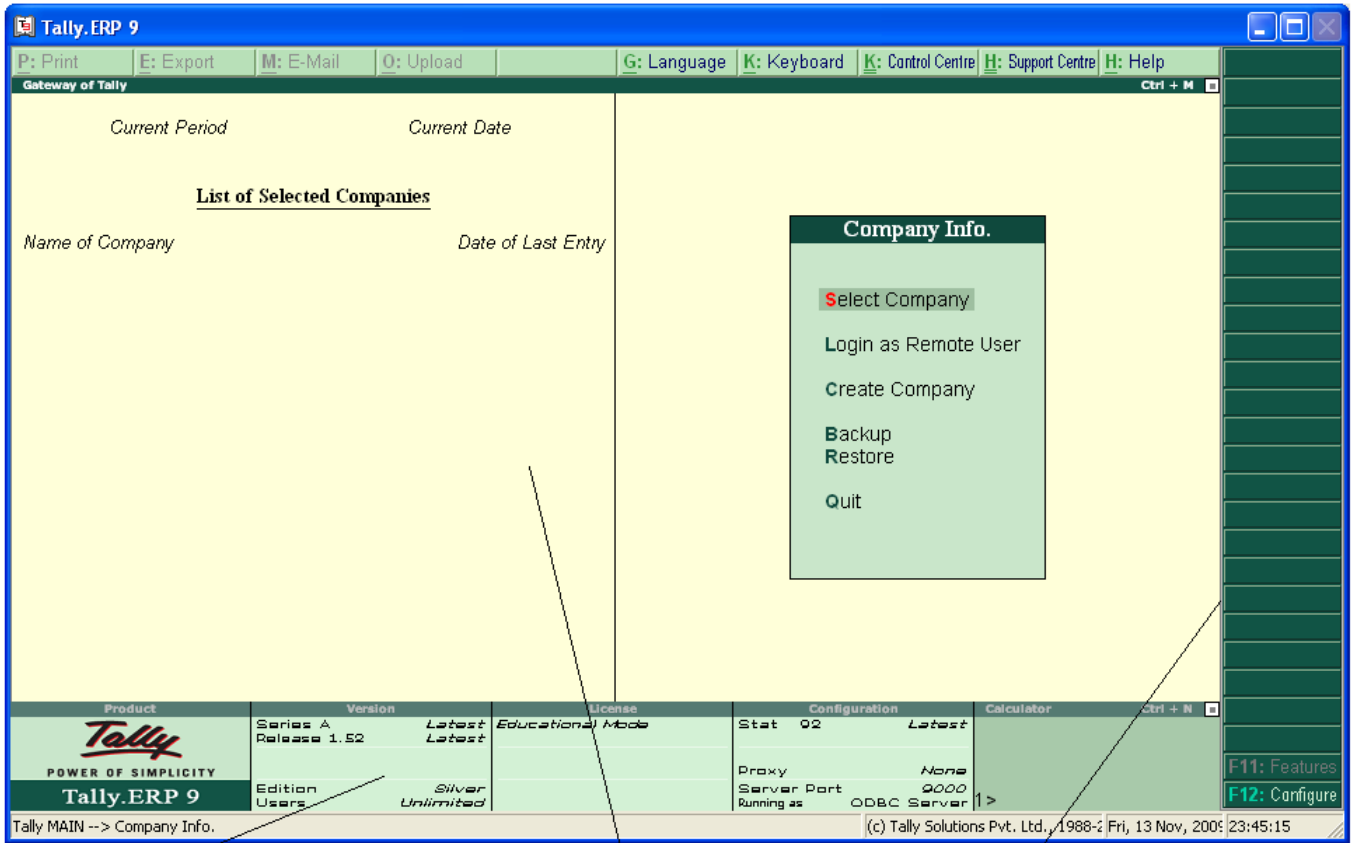 Tally.ERP 9
P: Print E: Export M: E-Mail O: Upload G: Language K: Keyboard K: Control Centre H: Support Centre H: Help
Gateway of Tally Ctrl + M
Current Period Current Date
List of Selected Companies
Name of Company Date of Last Entry
Company Info.
Select Company
Login as Remote User
Create Company
Backup
Restore
Quit
Product Version License Configuration Calculator Ctrl + N
Tally
POWER OF SIMPLICITY
Tally.ERP 9
Series A Latest
Release 1.52 Latest
Edition Silver
Users Unlimited
Educational Mode
Stat 92 Latest
Proxy None
Server Port 9000
Running as ODBC Server
1>
F11: Features
F12: Configure
Tally MAIN --> Company Info. (c) Tally Solutions Pvt. Ltd., 1988-2 Fri, 13 Nov, 2009 23:45:15